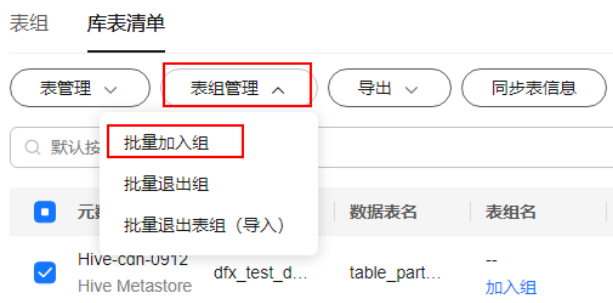 表组 库表清单
表管理 表组管理 导出 同步表信息
默认按
批量加入组
批量退出组
批量退出表组（导入）
数据表名 表组名
Hive-cdn-0912 dfx_test_d... table_part... --
Hive Metastore 加入组